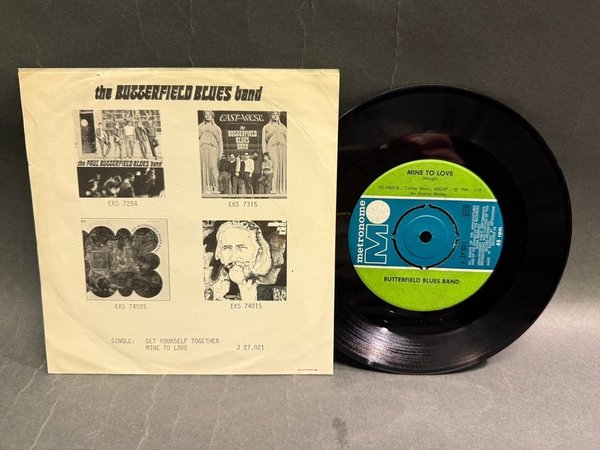 the BUTTERFIELD BLUES band
the PAUL BUTTERFIELD BLUES band
EKS 7294
EAST-WEST
the
BUTTERFIELD
BLUES
BAND
EKS 7315
EKS 74025
EKS 74015
SINGLE: GET YOURSELF TOGETHER
MINE TO LOVE J 27.021
MINE TO LOVE
metronome
M
45 rpm
BUTTERFIELD BLUES BAND